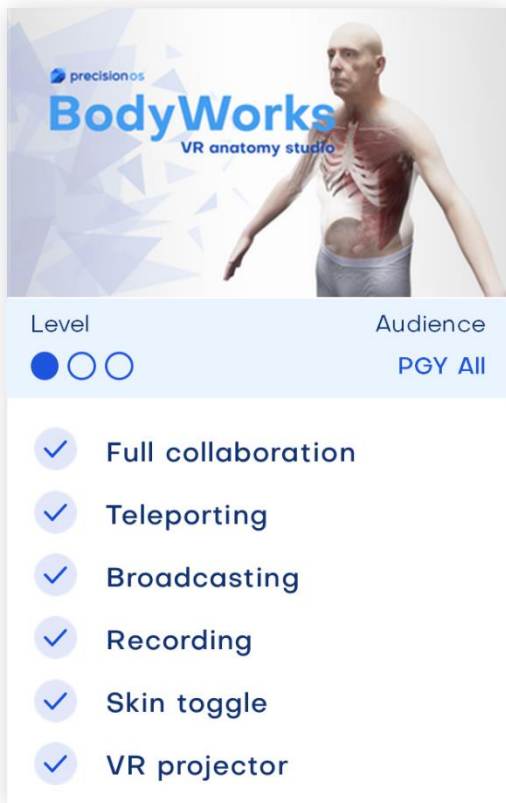 precisionos
BodyWorks
VR anatomy studio
Level
Audience
PGY All
Full collaboration
Teleporting
Broadcasting
Recording
Skin toggle
VR projector